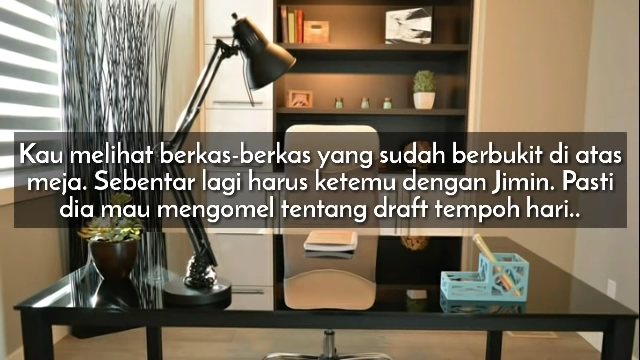 Kau melihat berkas-berkas yang sudah berbukit di atas
meja. Sebentar lagi harus ketemu dengan Jimin. Pasti
dia mau mengomel tentang draft tempoh hari..